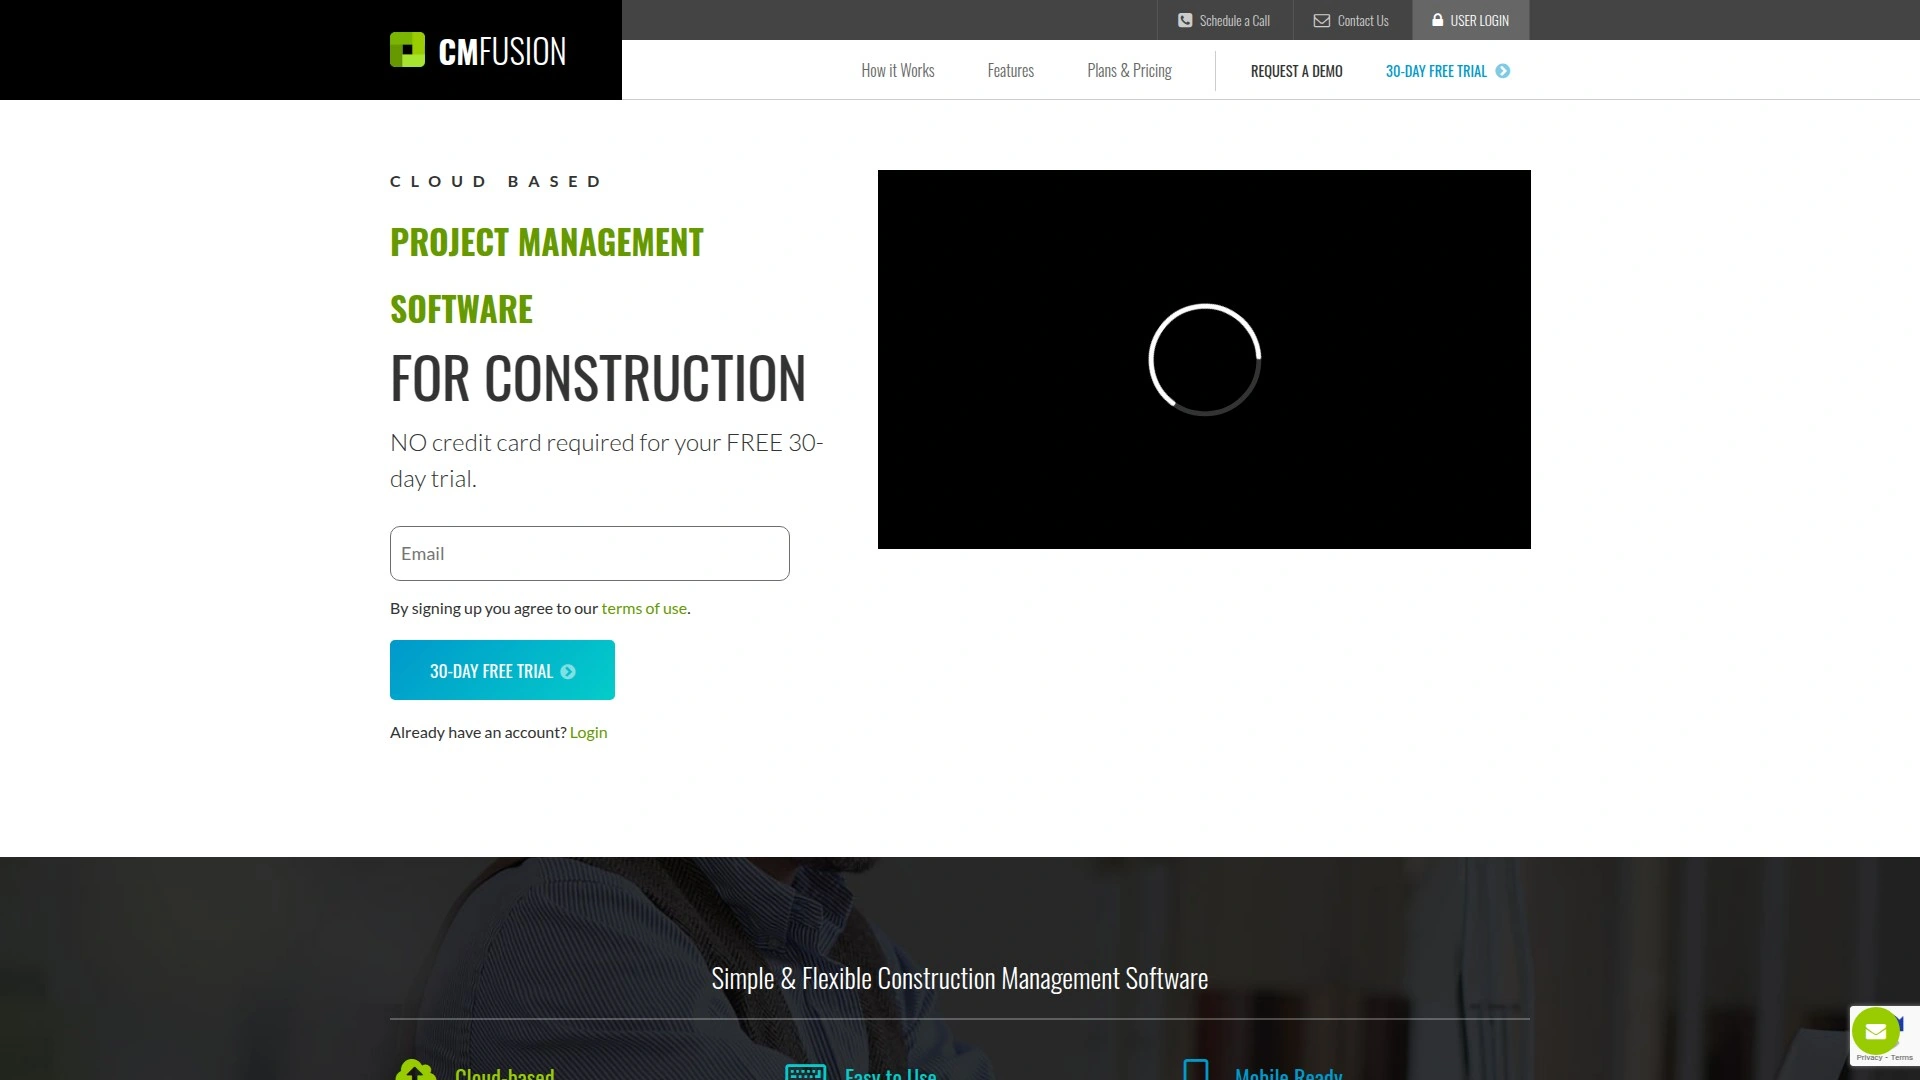 CMFUSION
Schedule a Call
Contact Us
USER LOGIN
How it Works
Features
Plans & Pricing
REQUEST A DEMO
30-DAY FREE TRIAL
CLOUD BASED
PROJECT MANAGEMENT
SOFTWARE
FOR CONSTRUCTION
NO credit card required for your FREE 30-
day trial.
Email
By signing up you agree to our terms of use.
30-DAY FREE TRIAL
Already have an account? Login
Simple & Flexible Construction Management Software
Cloud-based
Easy to Use
Mobile Ready
Privacy - Terms